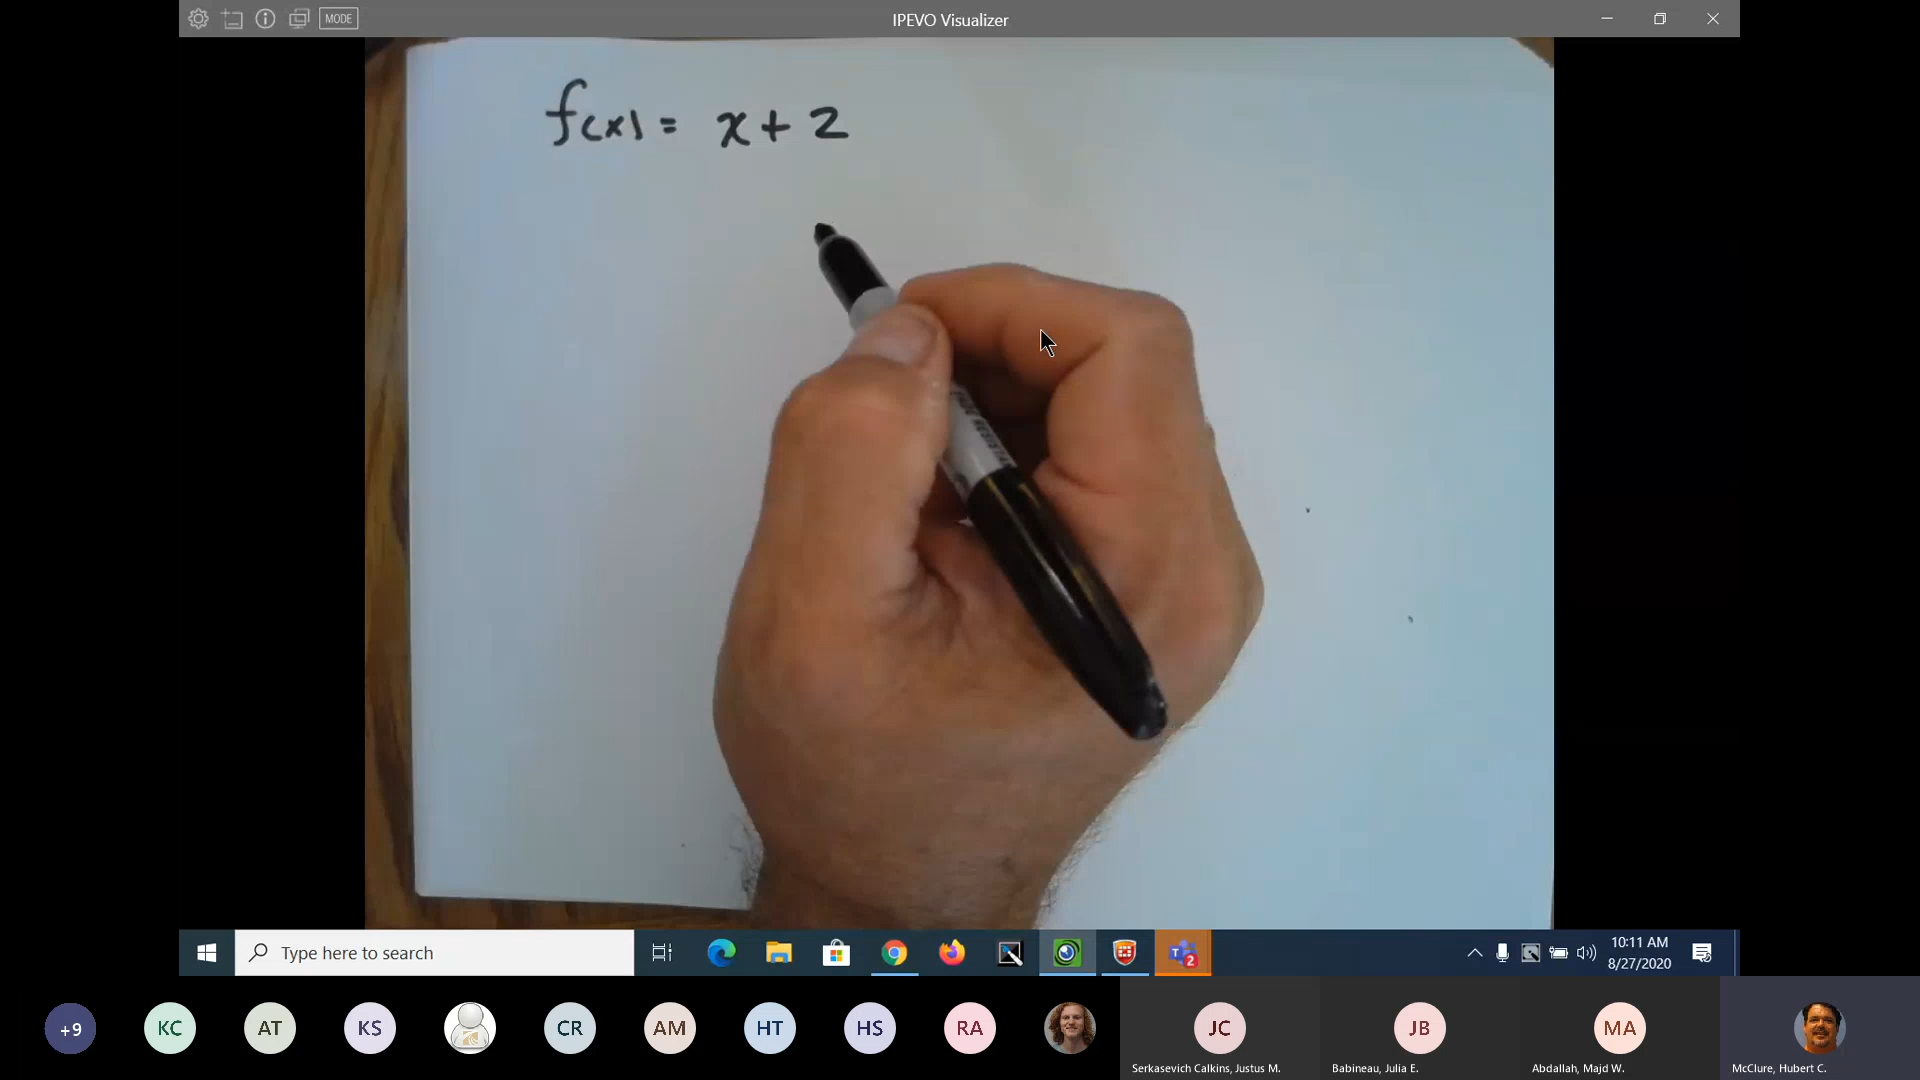 MODE
IPEVO Visualizer
f(x) = x + 2
Type here to search
2
10:11 AM
8/27/2020
+9
KC
AT
KS
CR
AM
HT
HS
RA
JC
JB
MA
Serkasevich Calkins, Justus M.
Babineau, Julia E.
Abdallah, Majd W.
McClure, Hubert C.